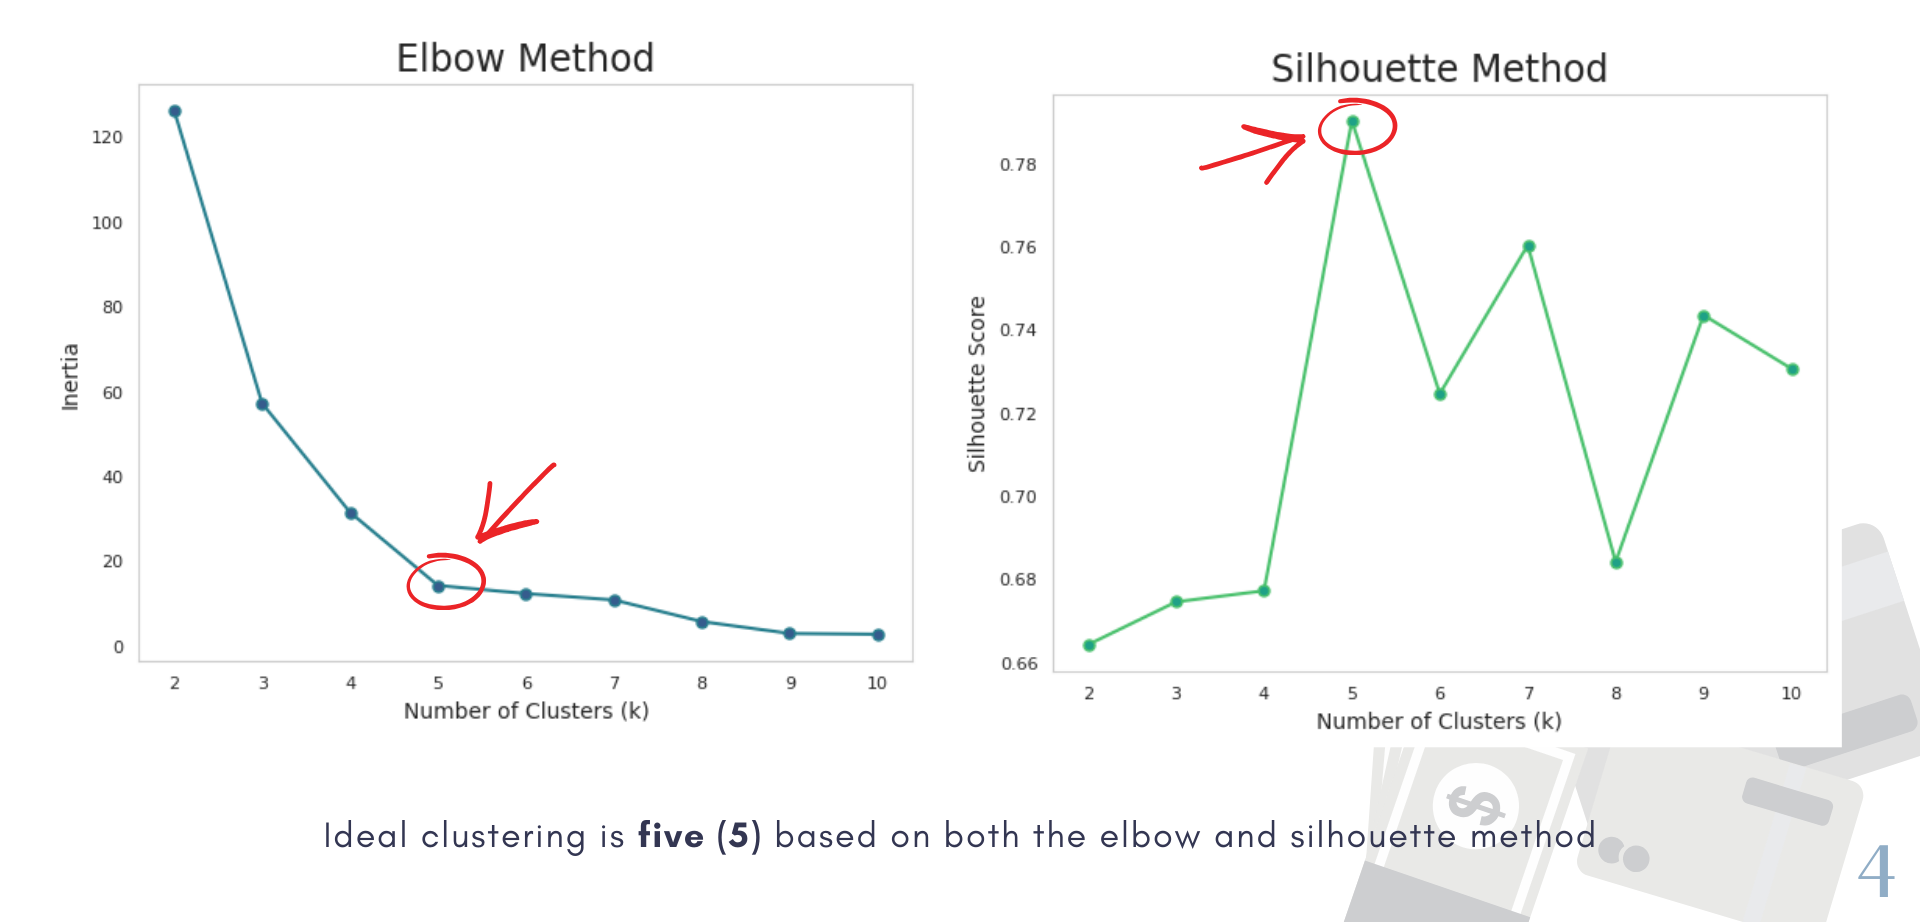 Elbow Method
120
100
80
60
40
20
0
Inertia
2 3 4 5 6 7 8 9 10
Number of Clusters (k)
Silhouette Method
0.78
0.76
0.74
0.72
0.70
0.68
0.66
Silhouette Score
2 3 4 5 6 7 8 9 10
Number of Clusters (k)
$
Ideal clustering is five (5) based on both the elbow and silhouette method
4